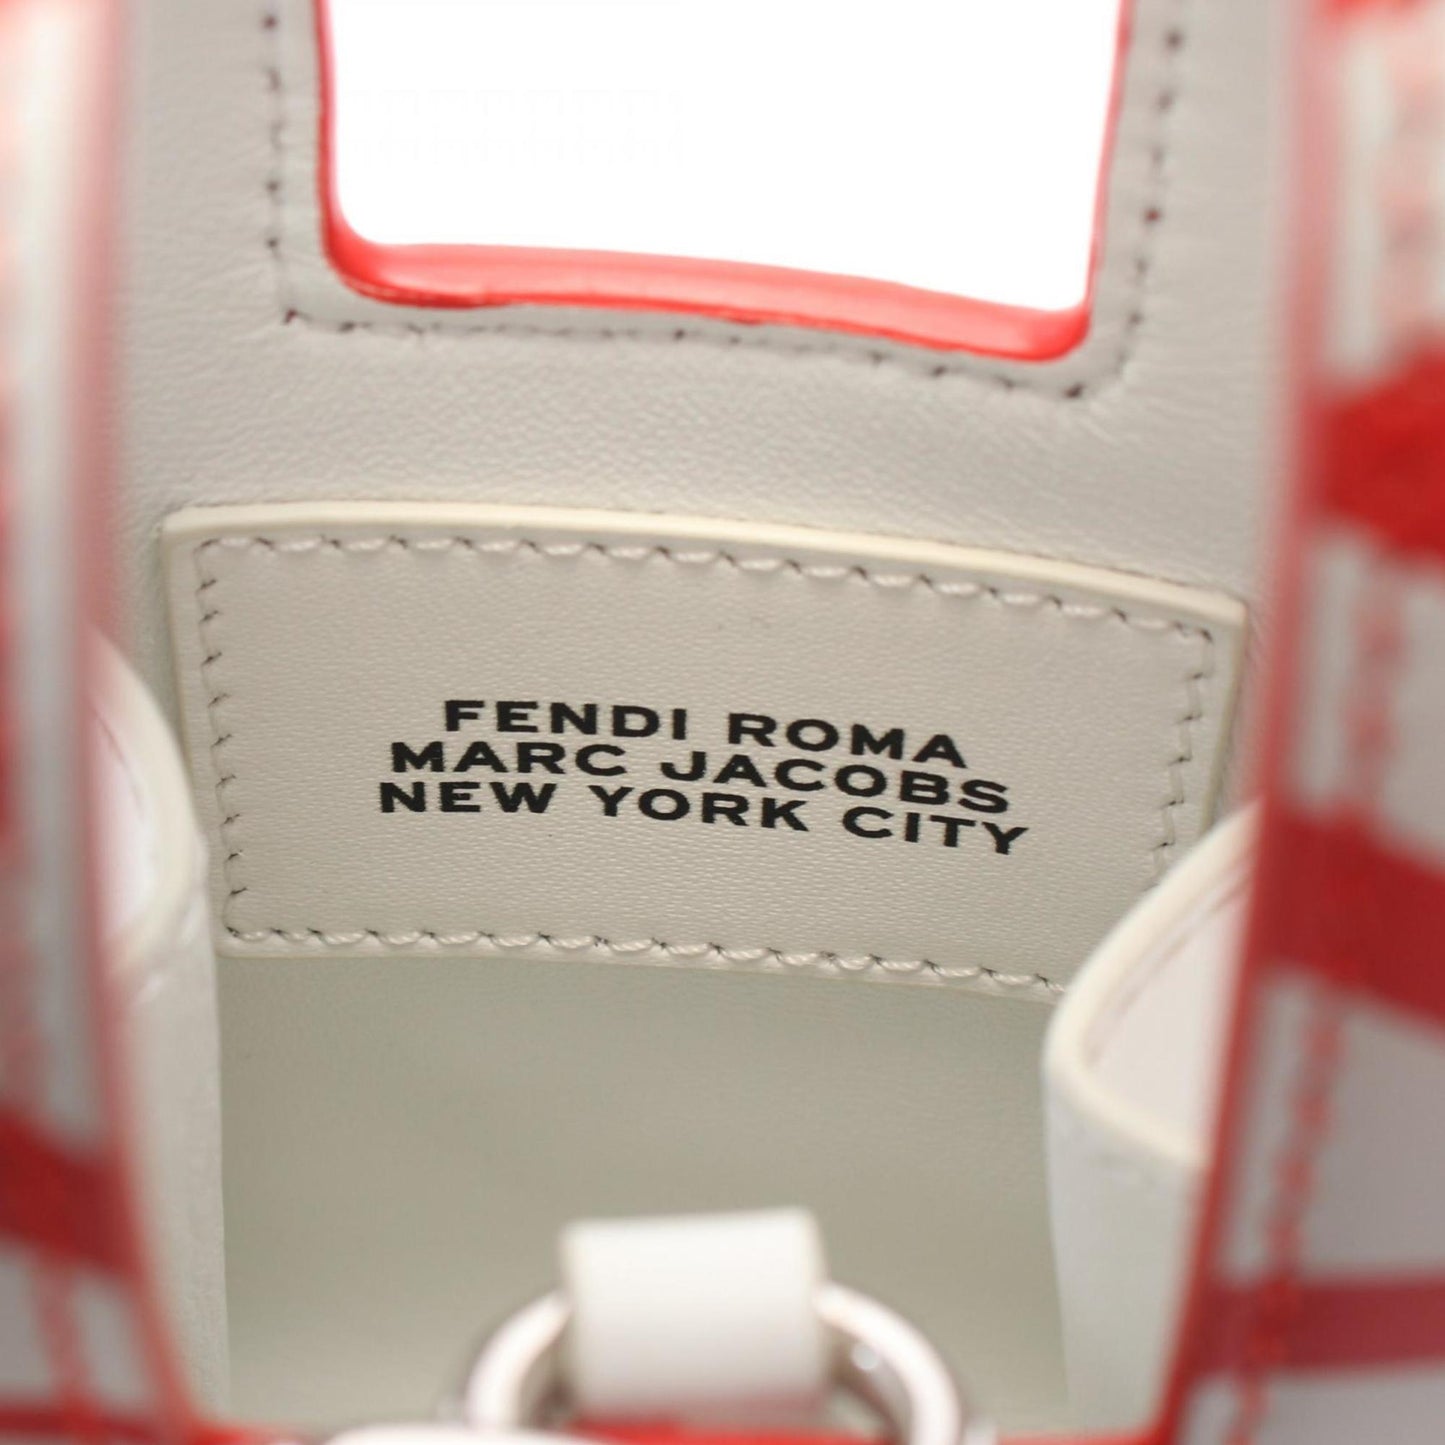 FENDI ROMA
MARC JACOBS
NEW YORK CITY